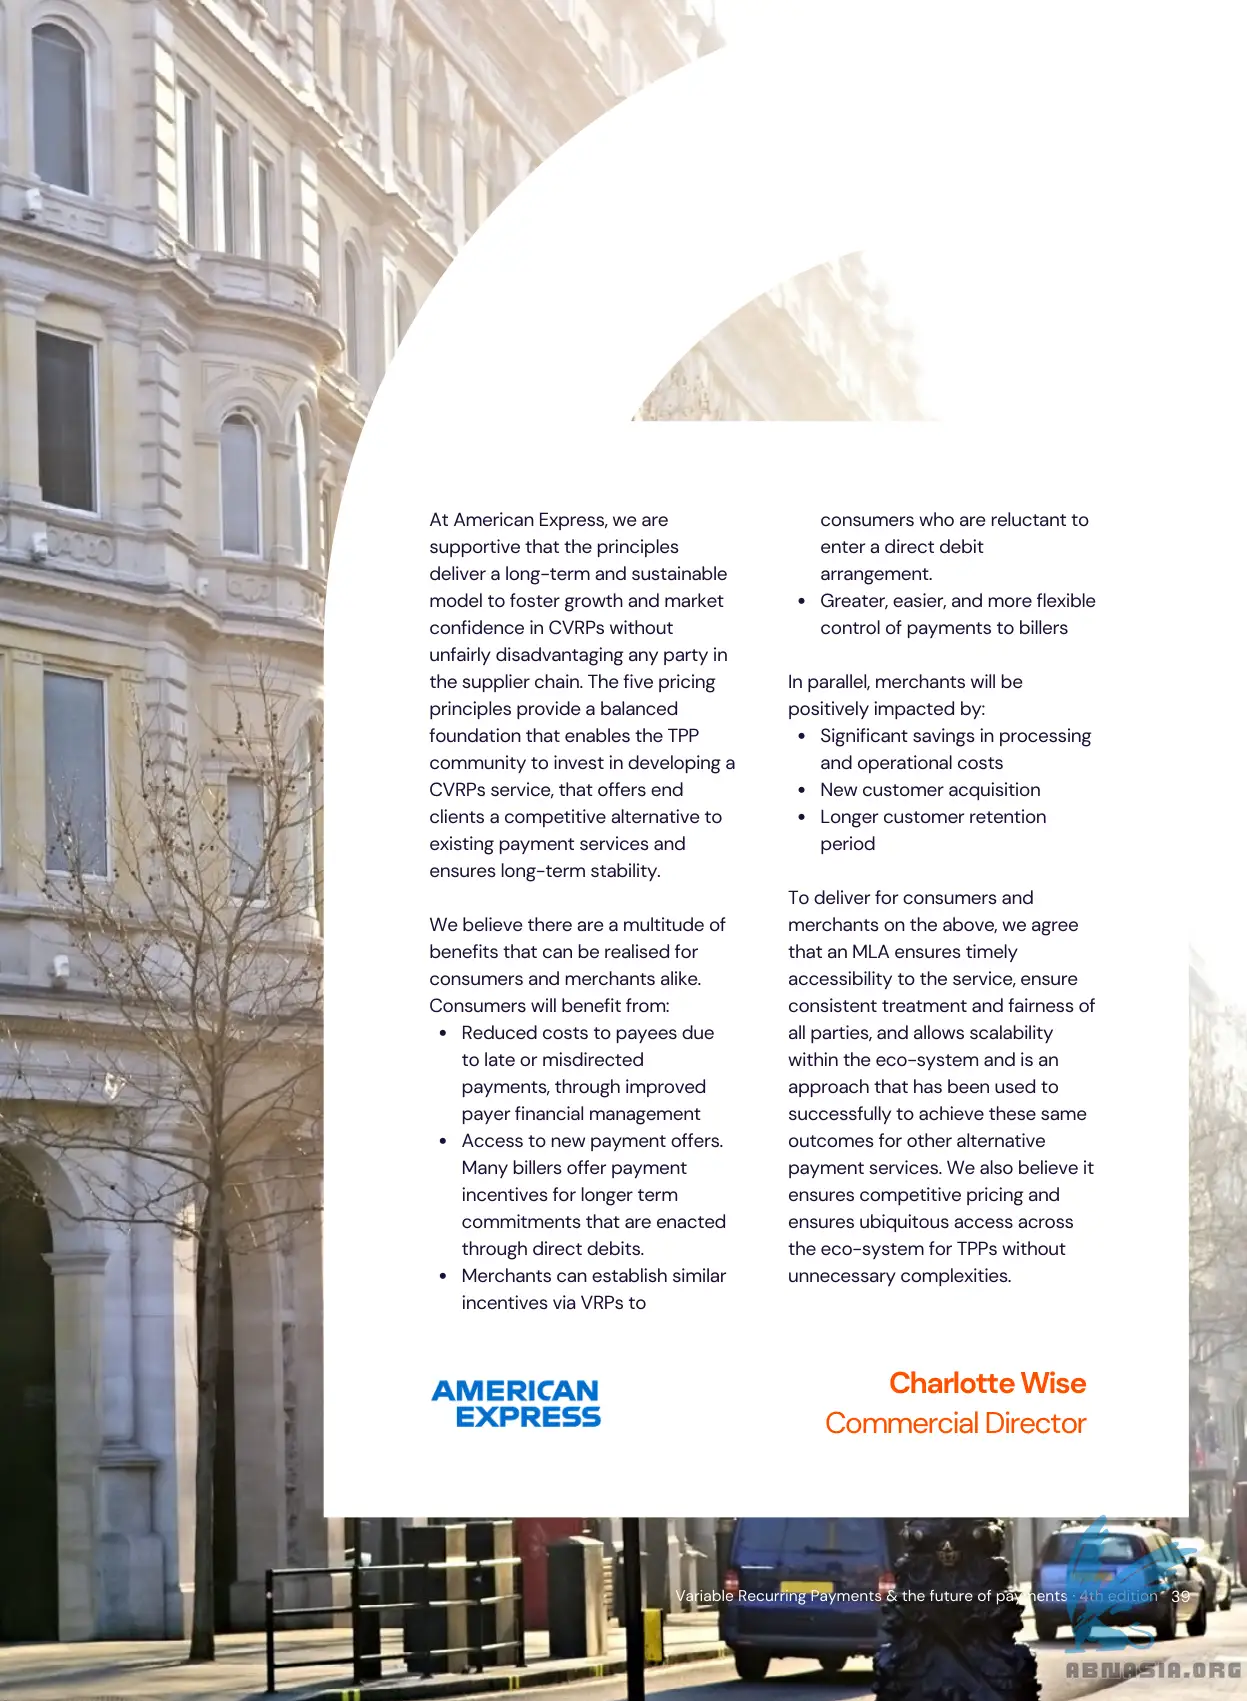 At American Express, we are
supportive that the principles
deliver a long-term and sustainable
model to foster growth and market
confidence in CVRPs without
unfairly disadvantaging any party in
the supplier chain. The five pricing
principles provide a balanced
foundation that enables the TPP
community to invest in developing a
CVRPs service, that offers end
clients a competitive alternative to
existing payment services and
ensures long-term stability.
We believe there are a multitude of
benefits that can be realised for
consumers and merchants alike.
Consumers will benefit from:
• Reduced costs to payees due
to late or misdirected
payments, through improved
payer financial management
• Access to new payment offers.
Many billers offer payment
incentives for longer term
commitments that are enacted
through direct debits.
• Merchants can establish similar
incentives via VRPs to
consumers who are reluctant to
enter a direct debit
arrangement.
• Greater, easier, and more flexible
control of payments to billers
In parallel, merchants will be
positively impacted by:
• Significant savings in processing
and operational costs
• New customer acquisition
• Longer customer retention
period
To deliver for consumers and
merchants on the above, we agree
that an MLA ensures timely
accessibility to the service, ensure
consistent treatment and fairness of
all parties, and allows scalability
within the eco-system and is an
approach that has been used to
successfully to achieve these same
outcomes for other alternative
payment services. We also believe it
ensures competitive pricing and
ensures ubiquitous access across
the eco-system for TPPs without
unnecessary complexities.
AMERICAN
EXPRESS
Charlotte Wise
Commercial Director
Variable Recurring Payments & the future of payments · 4th edition 39
ABNASIA.ORG